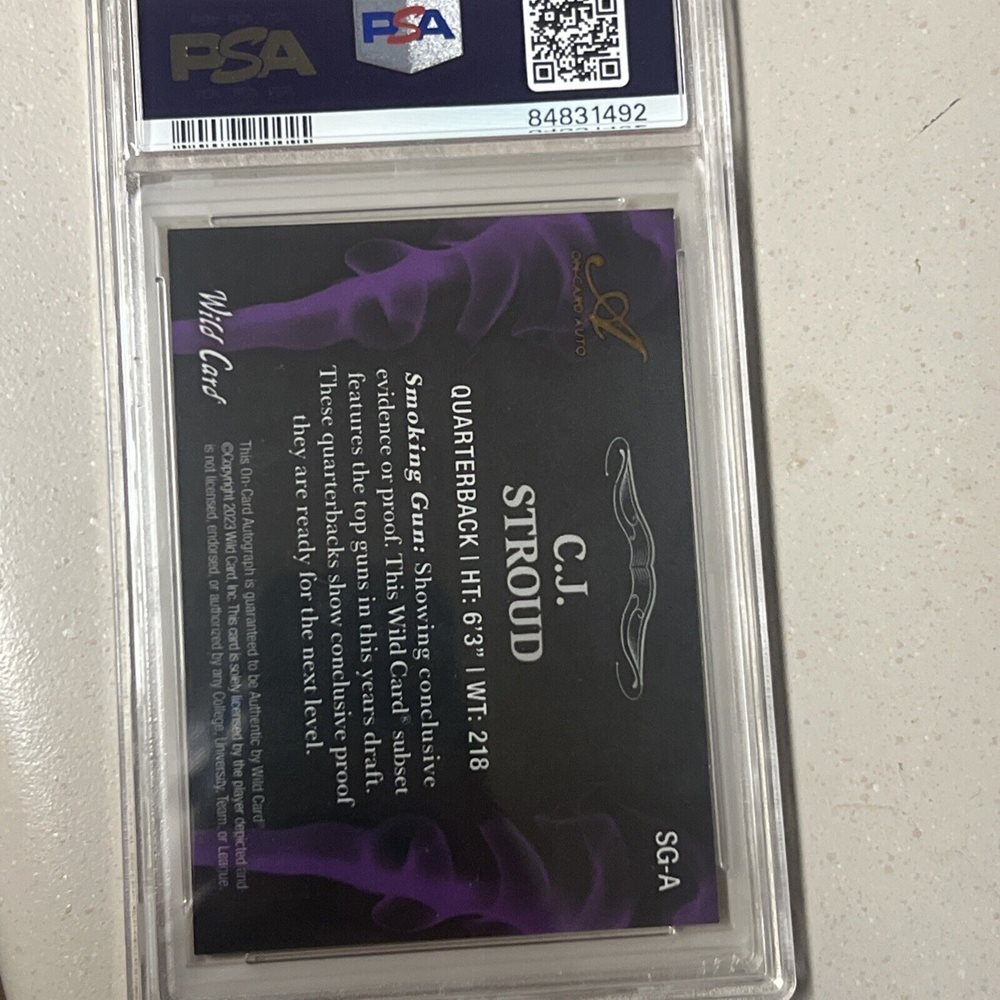 PSA
PSA
84831492
A
ON-CARD AUTO
SG-A
C.J.
STROUD
QUARTERBACK | HT: 6'3" | WT: 218
Smoking Gun: Showing conclusive
evidence or proof. This Wild Card® subset
features the top guns in this years draft.
These quarterbacks show conclusive proof
they are ready for the next level.
Wild Card
This On-Card Autograph is guaranteed to be Authentic by Wild Card®
©Copyright 2023 Wild Card, Inc. This card is solely licensed by the player depicted and
is not licensed, endorsed, or authorized by any College, University, Team, or League.